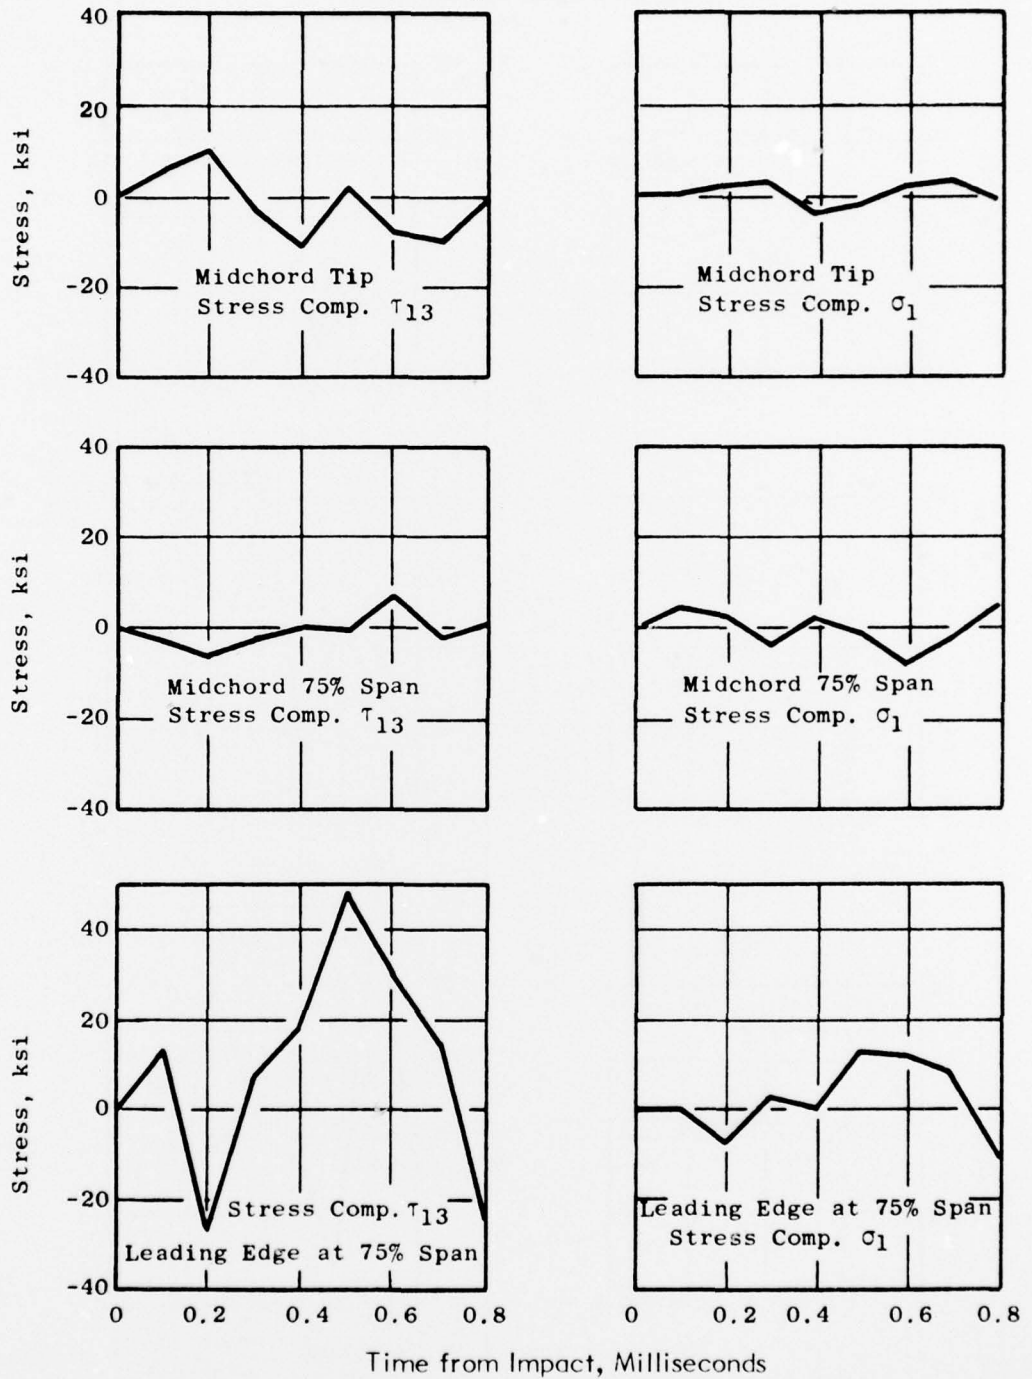 40
20
0
-20
-40
Stress, ksi
Midchord Tip
Stress Comp. τ13
Midchord Tip
Stress Comp. σ1
40
20
0
-20
-40
Stress, ksi
Midchord 75% Span
Stress Comp. τ13
Midchord 75% Span
Stress Comp. σ1
40
20
0
-20
-40
Stress, ksi
Stress Comp. τ13
Leading Edge at 75% Span
Leading Edge at 75% Span
Stress Comp. σ1
0 0.2 0.4 0.6 0.8
0 0.2 0.4 0.6 0.8
Time from Impact, Milliseconds